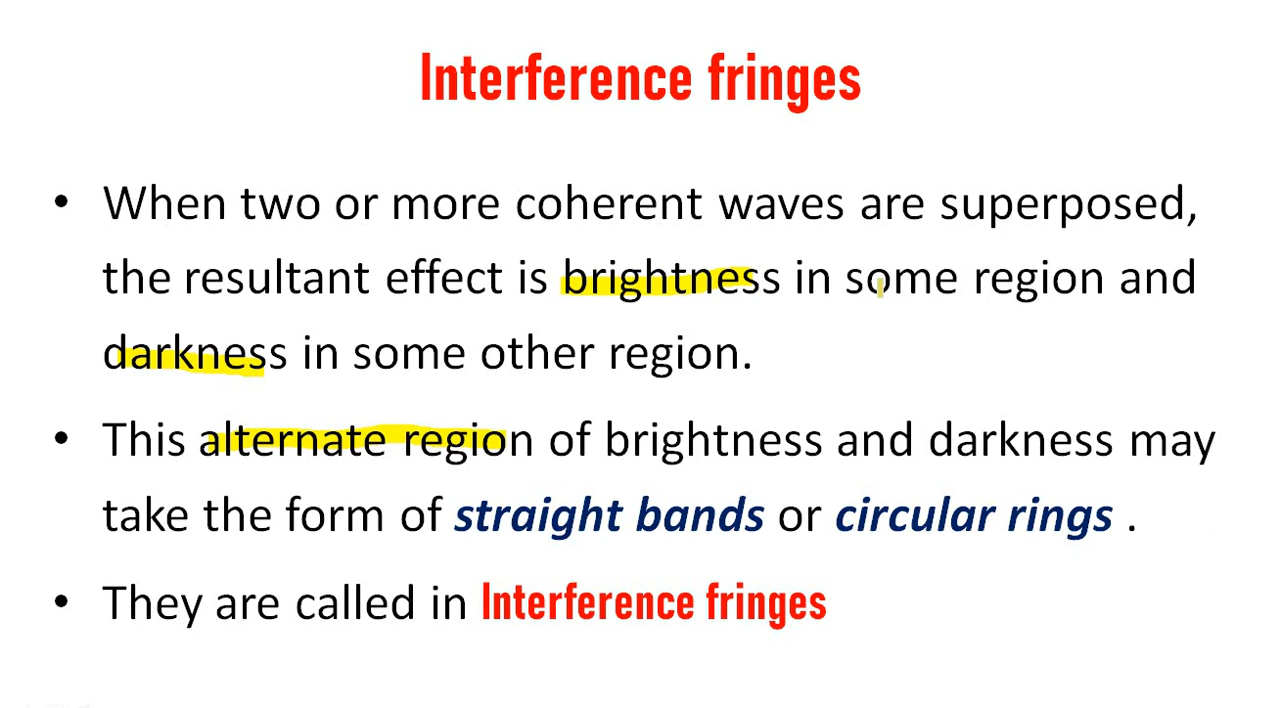 Interference fringes
• When two or more coherent waves are superposed,
the resultant effect is brightness in some region and
darkness in some other region.
• This alternate region of brightness and darkness may
take the form of straight bands or circular rings .
• They are called in Interference fringes